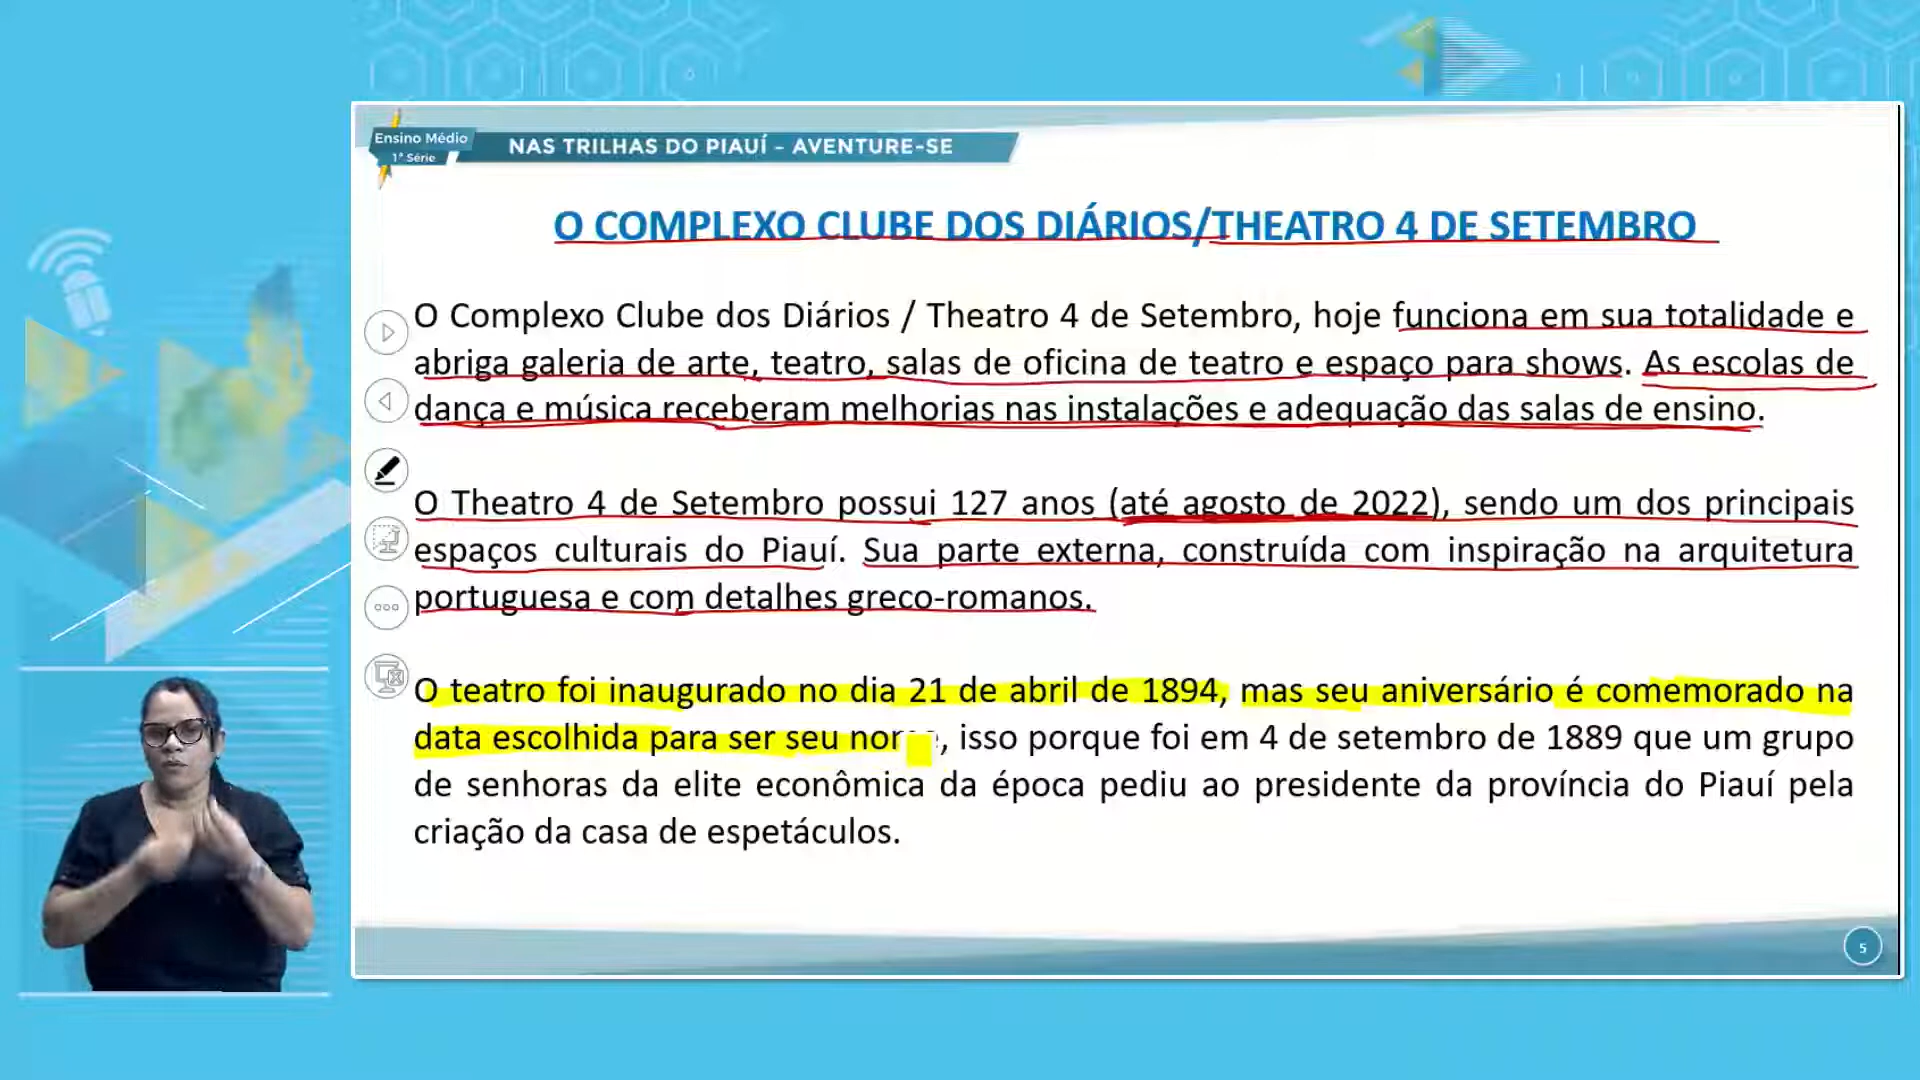 Ensino Médio
1ª Série
NAS TRILHAS DO PIAUÍ – AVENTURE-SE
O COMPLEXO CLUBE DOS DIÁRIOS/THEATRO 4 DE SETEMBRO
O Complexo Clube dos Diários / Theatro 4 de Setembro, hoje funciona em sua totalidade e
abriga galeria de arte, teatro, salas de oficina de teatro e espaço para shows. As escolas de
dança e música receberam melhorias nas instalações e adequação das salas de ensino.
O Theatro 4 de Setembro possui 127 anos (até agosto de 2022), sendo um dos principais
espaços culturais do Piauí. Sua parte externa, construída com inspiração na arquitetura
portuguesa e com detalhes greco-romanos.
O teatro foi inaugurado no dia 21 de abril de 1894, mas seu aniversário é comemorado na
data escolhida para ser seu , isso porque foi em 4 de setembro de 1889 que um grupo
de senhoras da elite econômica da época pediu ao presidente da província do Piauí pela
criação da casa de espetáculos.
5